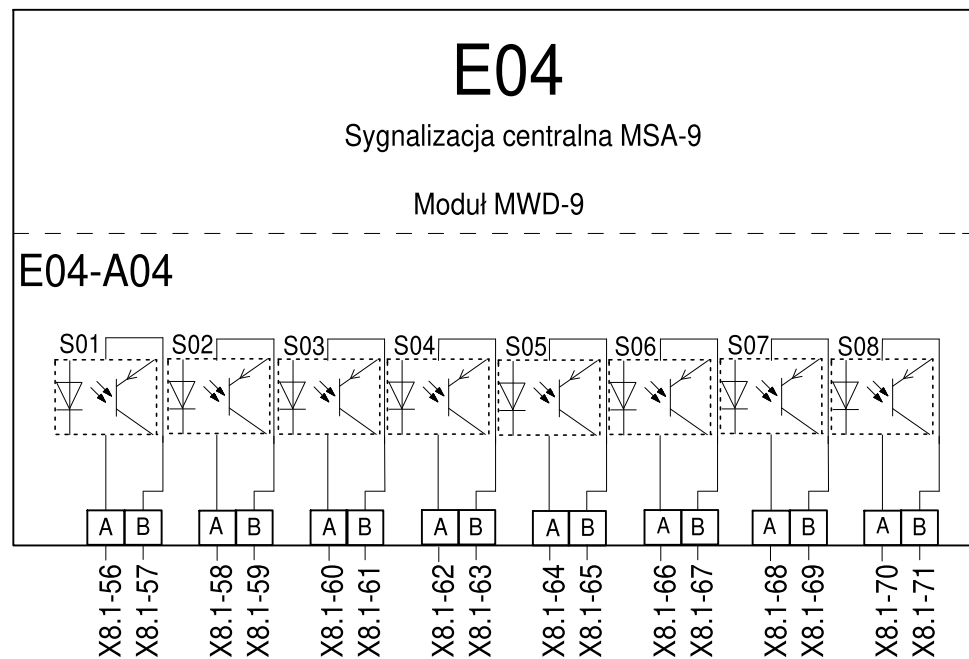 E04
Sygnalizacja centralna MSA-9
Moduł MWD-9
E04-A04
S01 S02 S03 S04 S05 S06 S07 S08
A B A B A B A B A B A B A B A B
X8.1-56 X8.1-57 X8.1-58 X8.1-59 X8.1-60 X8.1-61 X8.1-62 X8.1-63 X8.1-64 X8.1-65 X8.1-66 X8.1-67 X8.1-68 X8.1-69 X8.1-70 X8.1-71